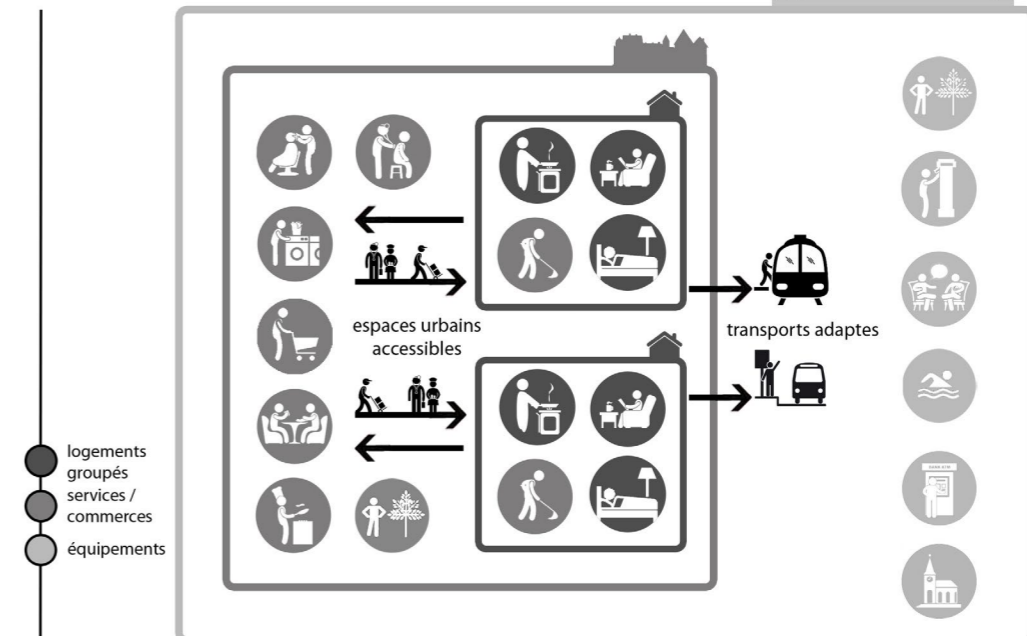 espaces urbains
accessibles
transports adaptes
logements
groupés
services /
commerces
équipements